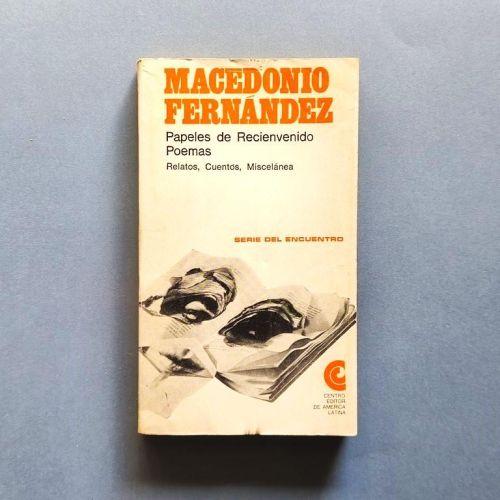 MACEDONIO
FERNÁNDEZ
Papeles de Recienvenido
Poemas
Relatos, Cuentos, Miscelánea
SERIE DEL ENCUENTRO
CENTRO
EDITOR
DE AMERICA
LATINA